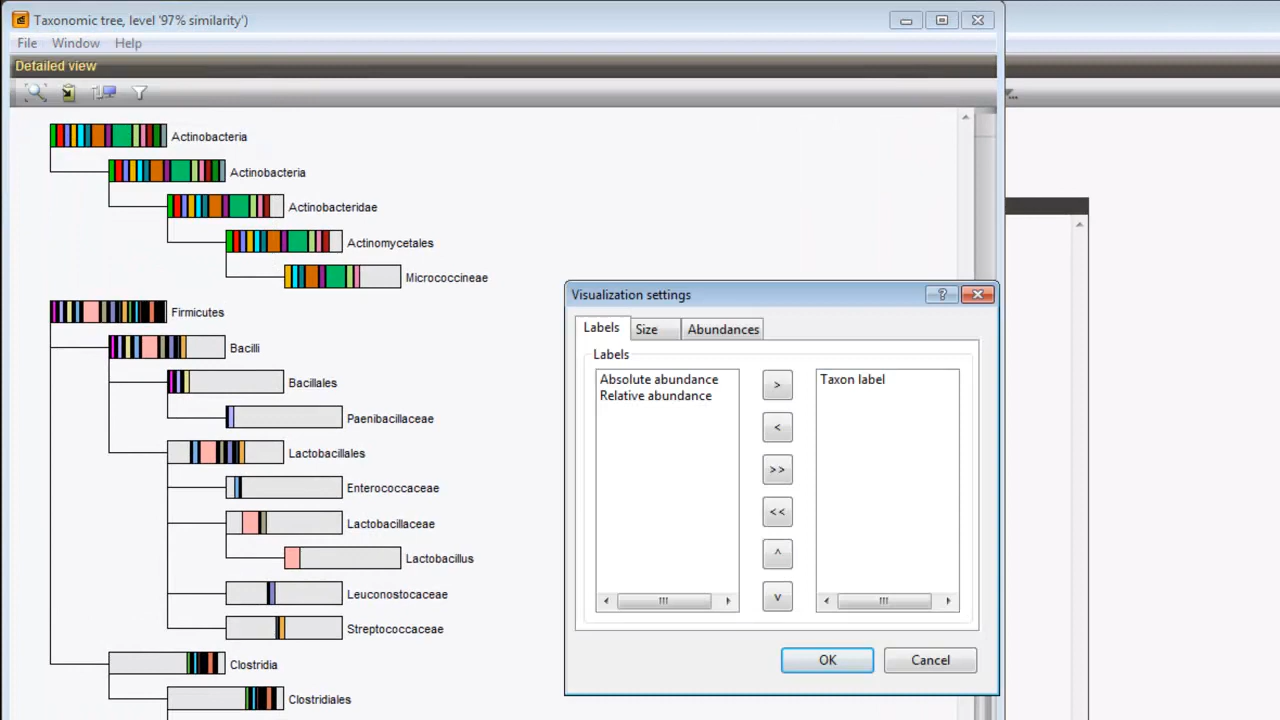 Taxonomic tree, level '97% similarity')
File Window Help
Detailed view
Actinobacteria
Actinobacteria
Actinobacteridae
Actinomycetales
Micrococcineae
Firmicutes
Bacilli
Bacillales
Paenibacillaceae
Lactobacillales
Enterococcaceae
Lactobacillaceae
Lactobacillus
Leuconostocaceae
Streptococcaceae
Clostridia
Clostridiales
Visualization settings
Labels Size Abundances
Labels
Absolute abundance
Relative abundance
>
<
>>
<<
^
v
Taxon label
OK Cancel